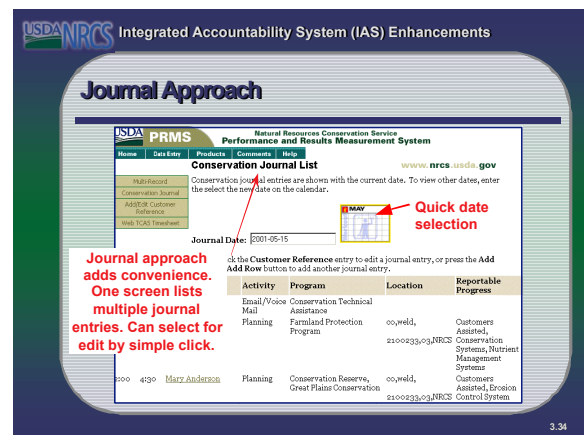 USDA NRCS Integrated Accountability System (IAS) Enhancements
Journal Approach
USDA PRMS
Natural Resources Conservation Service
Performance and Results Measurement System
Home Data Entry Products Comments Help
Conservation Journal List
www.nrcs.usda.gov
Multi-Record
Conservation Journal
Add/Edit Customer
Reference
Web TCAS Timesheet
Conservation journal entries are shown with the current date. To view other dates, enter
the select the new date on the calendar.
MAY
Quick date
selection
Journal Date: 2001-05-15
Journal approach
adds convenience.
One screen lists
multiple journal
entries. Can select for
edit by simple click.
ck the Customer Reference entry to edit a journal entry, or press the Add
Add Row button to add another journal entry.
Activity Program Location Reportable
Progress
Email/Voice Conservation Technical
Mail Assistance
Planning Farmland Protection co,weld, Customers
Program Assisted,
2100233,03,NRCS Conservation
Systems, Nutrient
Management
Systems
:00 4:30 Mary Anderson Planning Conservation Reserve, co,weld, Customers
Great Plains Conservation Assisted, Erosion
2100233,03,NRCS Control System
3.34